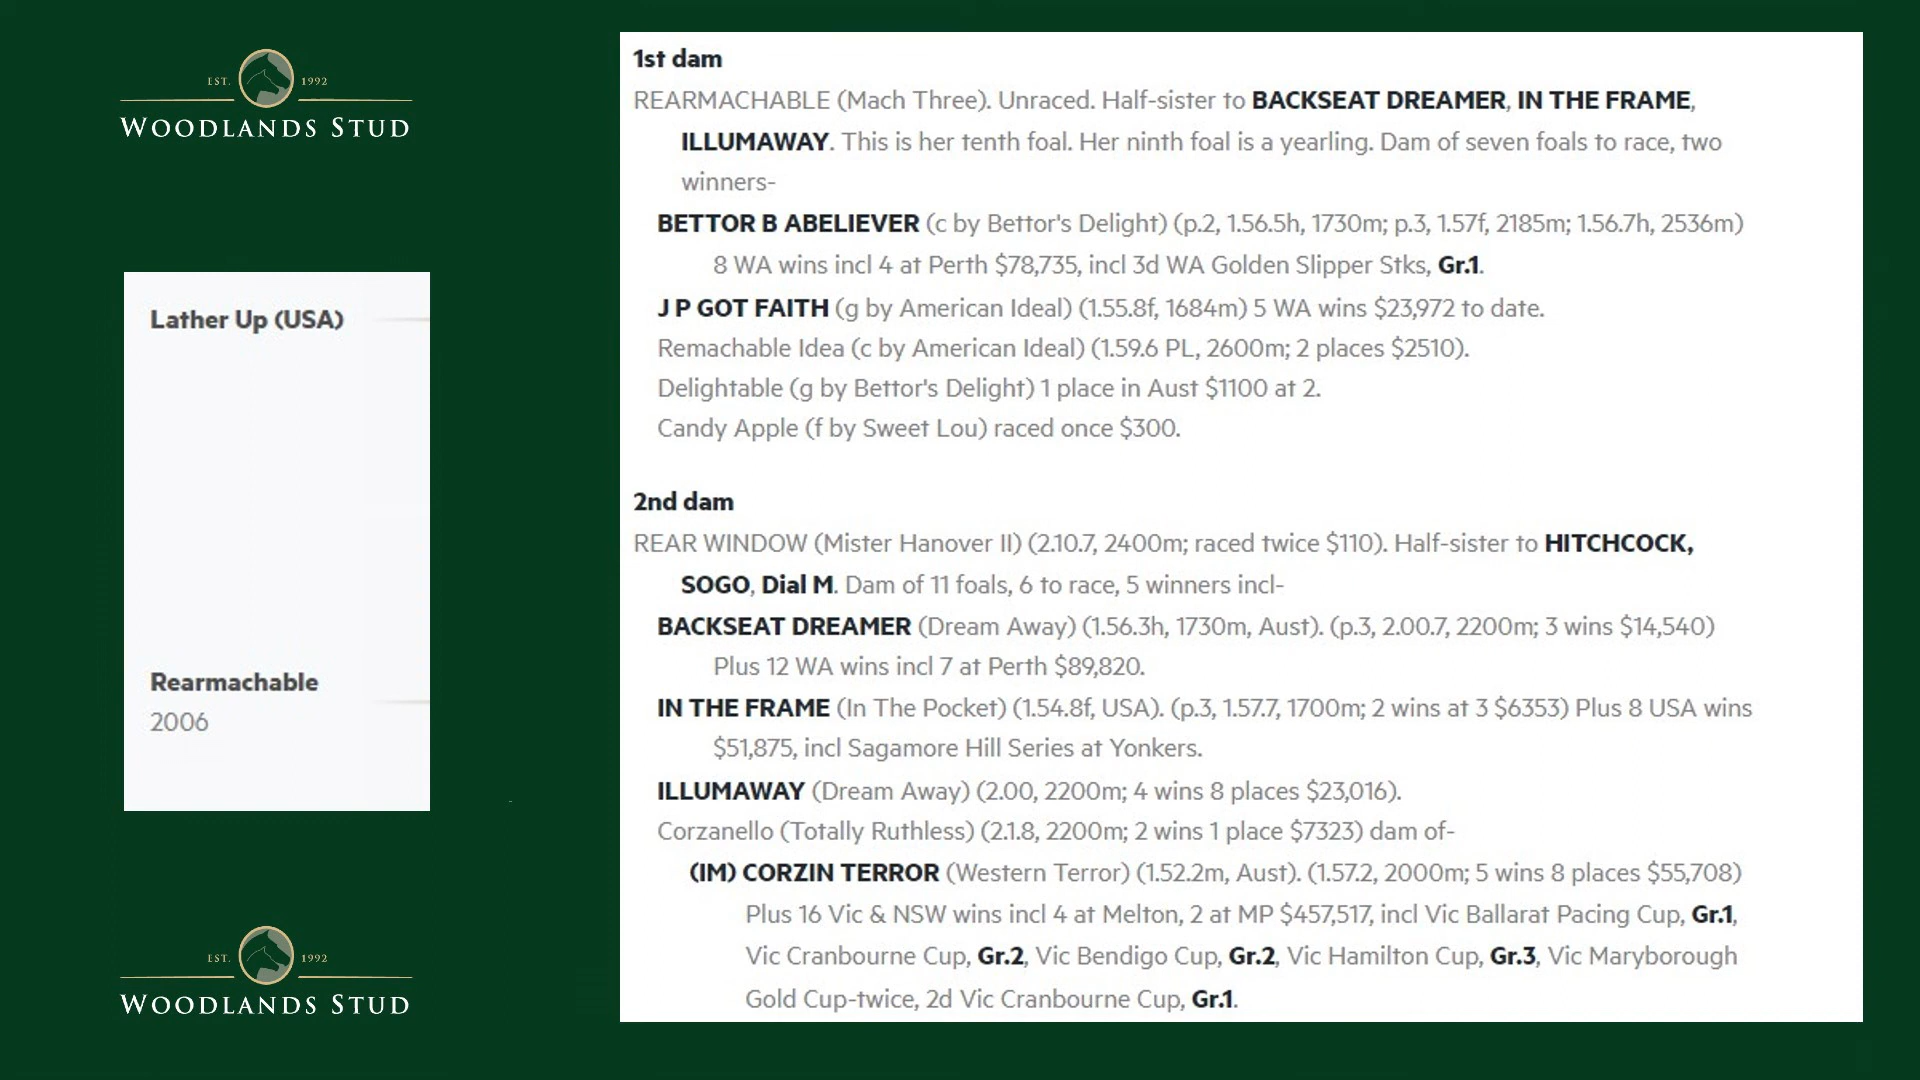 EST. 1992
WOODLANDS STUD
Lather Up (USA)
Rearmachable
2006
EST. 1992
WOODLANDS STUD
1st dam
REARMACHABLE (Mach Three). Unraced. Half-sister to BACKSEAT DREAMER, IN THE FRAME,
ILLUMAWAY. This is her tenth foal. Her ninth foal is a yearling. Dam of seven foals to race, two
winners-
BETTOR B ABELIEVER (c by Bettor's Delight) (p.2, 1.56.5h, 1730m; p.3, 1.57f, 2185m; 1.56.7h, 2536m)
8 WA wins incl 4 at Perth $78,735, incl 3d WA Golden Slipper Stks, Gr.1.
J P GOT FAITH (g by American Ideal) (1.55.8f, 1684m) 5 WA wins $23,972 to date.
Remachable Idea (c by American Ideal) (1.59.6 PL, 2600m; 2 places $2510).
Delightable (g by Bettor's Delight) 1 place in Aust $1100 at 2.
Candy Apple (f by Sweet Lou) raced once $300.
2nd dam
REAR WINDOW (Mister Hanover II) (2.10.7, 2400m; raced twice $110). Half-sister to HITCHCOCK,
SOGO, Dial M. Dam of 11 foals, 6 to race, 5 winners incl-
BACKSEAT DREAMER (Dream Away) (1.56.3h, 1730m, Aust). (p.3, 2.00.7, 2200m; 3 wins $14,540)
Plus 12 WA wins incl 7 at Perth $89,820.
IN THE FRAME (In The Pocket) (1.54.8f, USA). (p.3, 1.57.7, 1700m; 2 wins at 3 $6353) Plus 8 USA wins
$51,875, incl Sagamore Hill Series at Yonkers.
ILLUMAWAY (Dream Away) (2.00, 2200m; 4 wins 8 places $23,016).
Corzanello (Totally Ruthless) (2.1.8, 2200m; 2 wins 1 place $7323) dam of-
(IM) CORZIN TERROR (Western Terror) (1.52.2m, Aust). (1.57.2, 2000m; 5 wins 8 places $55,708)
Plus 16 Vic & NSW wins incl 4 at Melton, 2 at MP $457,517, incl Vic Ballarat Pacing Cup, Gr.1,
Vic Cranbourne Cup, Gr.2, Vic Bendigo Cup, Gr.2, Vic Hamilton Cup, Gr.3, Vic Maryborough
Gold Cup-twice, 2d Vic Cranbourne Cup, Gr.1.